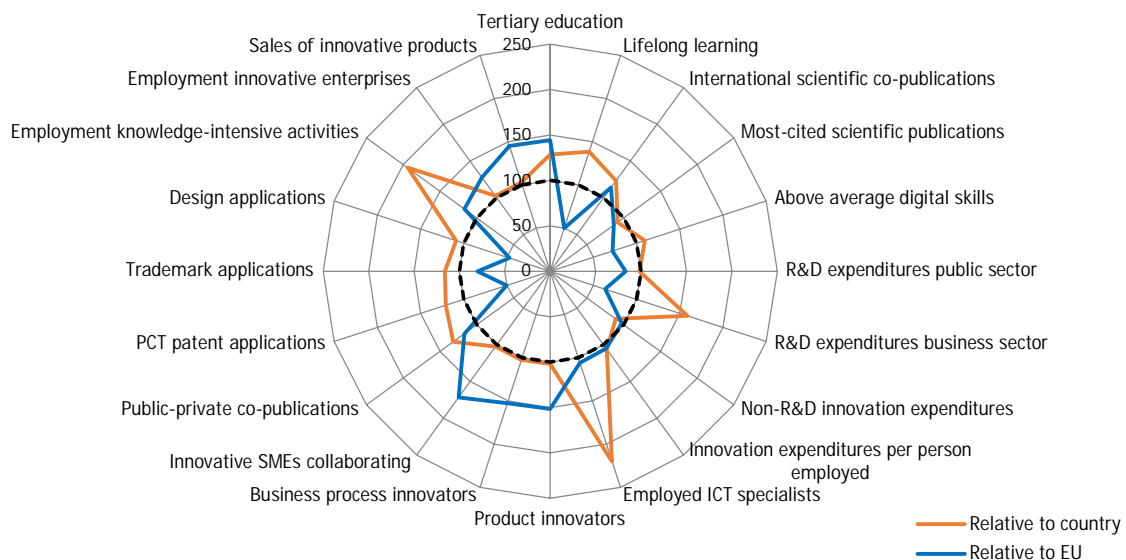 Tertiary education
Lifelong learning
International scientific co-publications
Most-cited scientific publications
Above average digital skills
R&D expenditures public sector
R&D expenditures business sector
Non-R&D innovation expenditures
Innovation expenditures per person
employed
Employed ICT specialists
Product innovators
Business process innovators
Innovative SMEs collaborating
Public-private co-publications
PCT patent applications
Trademark applications
Design applications
Employment knowledge-intensive activities
Employment innovative enterprises
Sales of innovative products
250
200
150
100
50
0
Relative to country
Relative to EU